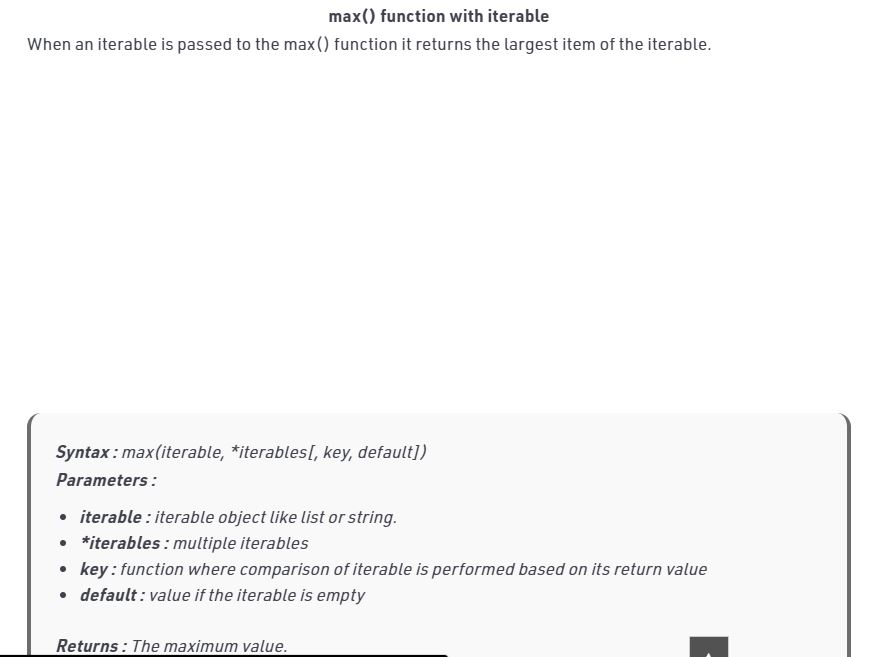 max() function with iterable
When an iterable is passed to the max() function it returns the largest item of the iterable.
Syntax : max(iterable, *iterables[, key, default])
Parameters :
• iterable : iterable object like list or string.
• *iterables : multiple iterables
• key : function where comparison of iterable is performed based on its return value
• default : value if the iterable is empty
Returns : The maximum value.